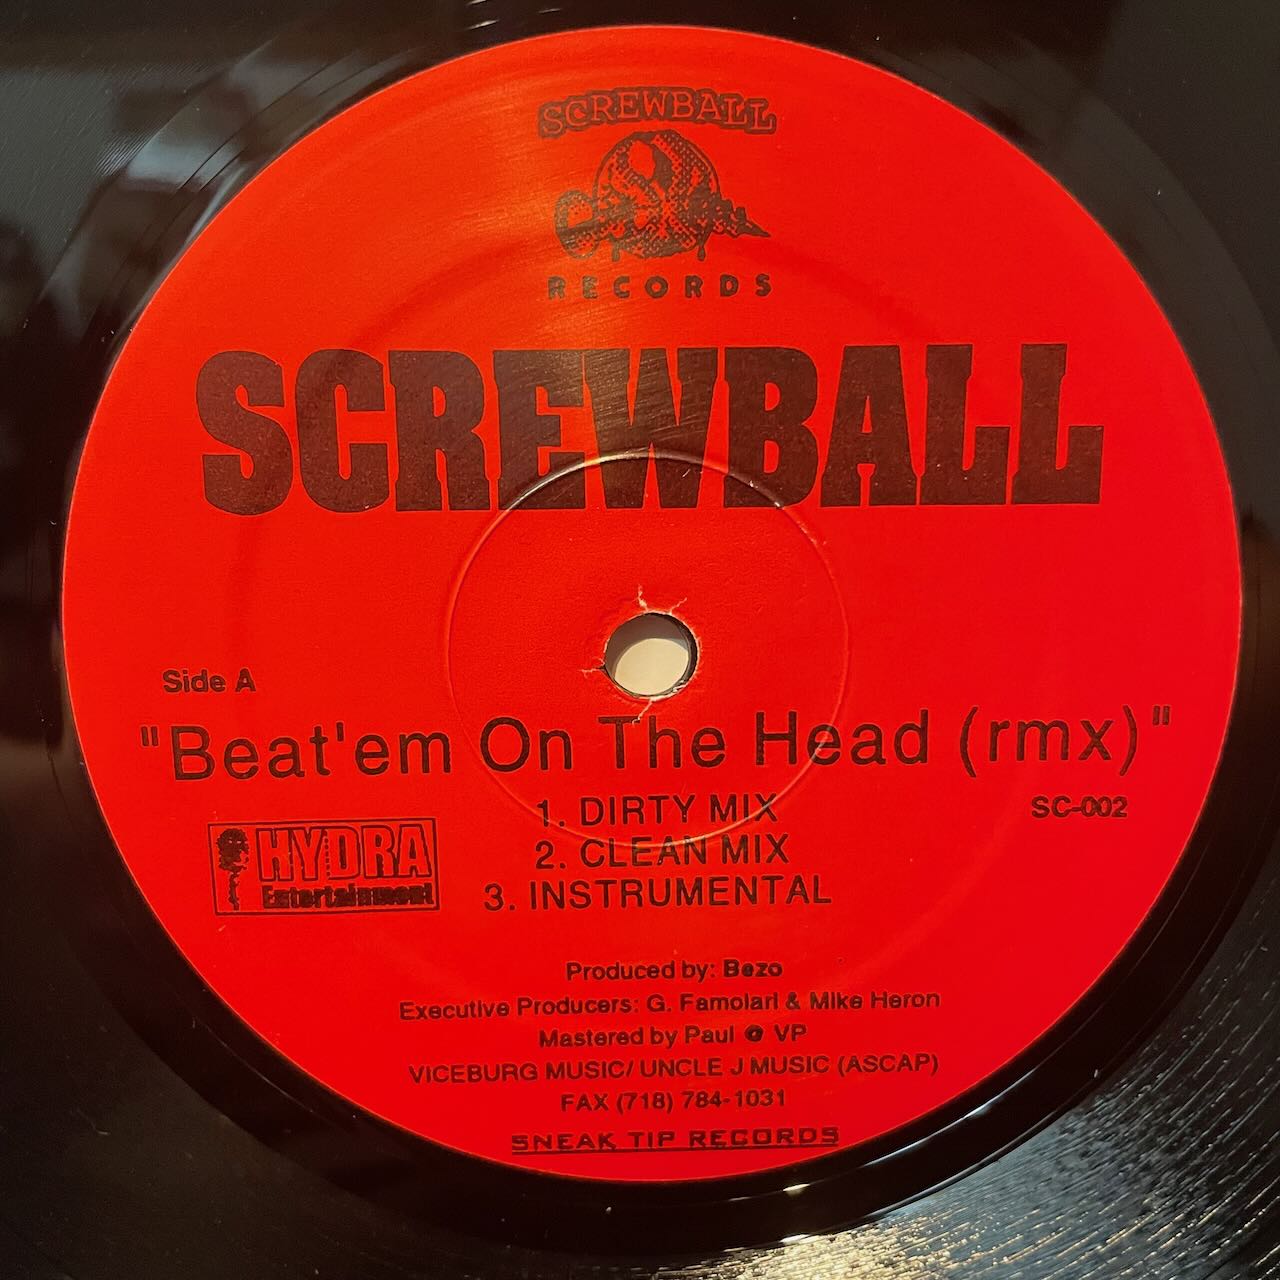 SCREWBALL
RECORDS
SCREWBALL
Side A
"Beat'em On The Head (rmx)"
1. DIRTY MIX
SC-002
2. CLEAN MIX
3. INSTRUMENTAL
HYDRA
Entertainment
Produced by: Bezo
Executive Producers: G. Famolari & Mike Heron
Mastered by Paul @ VP
VICEBURG MUSIC/ UNCLE J MUSIC (ASCAP)
FAX (718) 784-1031
SNEAK TIP RECORDS